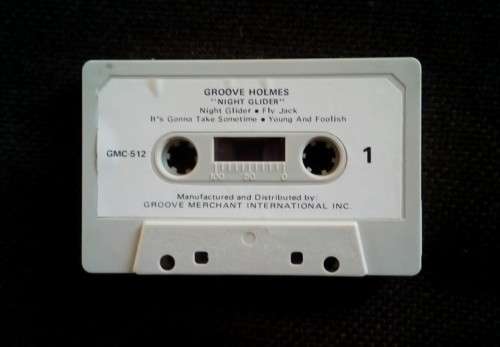 GROOVE HOLMES
"NIGHT GLIDER"
Night Glider • Fly Jack
It's Gonna Take Sometime • Young And Foolish
GMC-512
1
100 50 0
Manufactured and Distributed by:
GROOVE MERCHANT INTERNATIONAL INC.